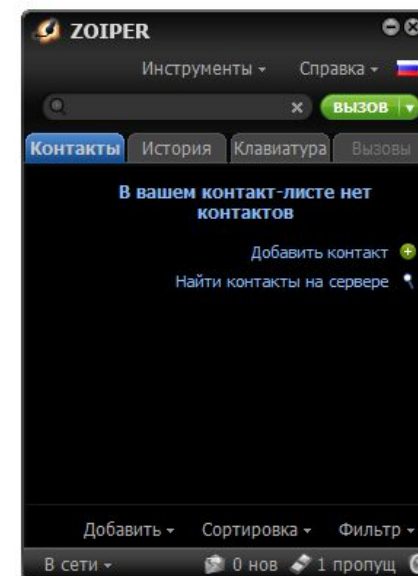 ZOIPER
Инструменты Справка
вызов
Контакты История Клавиатура Вызовы
В вашем контакт-листе нет
контактов
Добавить контакт
Найти контакты на сервере
Добавить Сортировка Фильтр
В сети 0 нов 1 пропущ